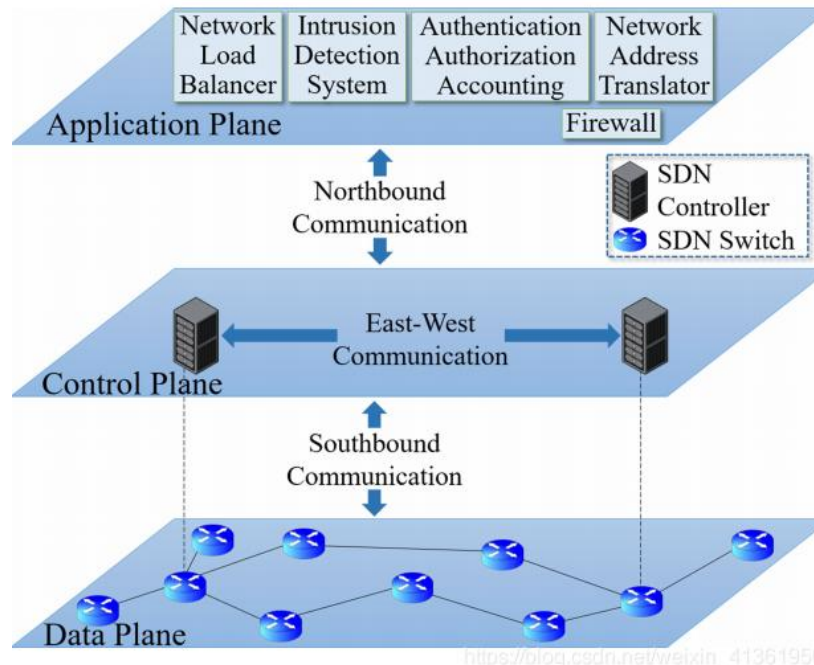 Network
Load
Balancer
Intrusion
Detection
System
Authentication
Authorization
Accounting
Network
Address
Translator
Firewall
Application Plane
Northbound
Communication
SDN
Controller
SDN Switch
East-West
Communication
Control Plane
Southbound
Communication
Data Plane
https://blog.csdn.net/weixin_4136195